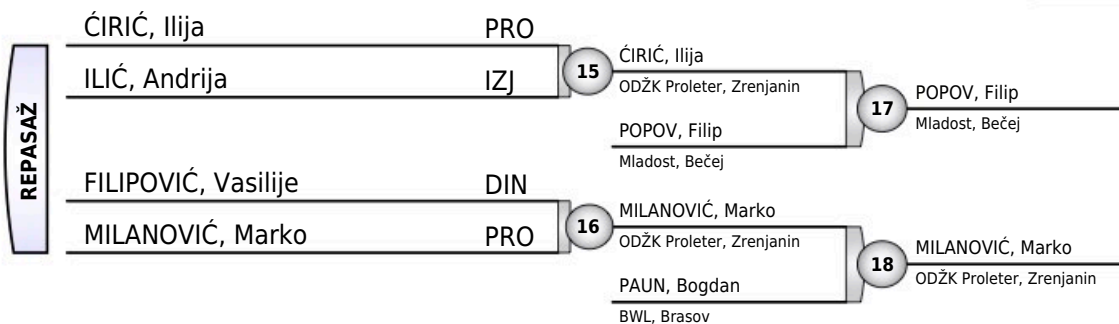 REPASAŽ
ĆIRIĆ, Ilija PRO
ILIĆ, Andrija IZJ
FILIPOVIĆ, Vasilije DIN
MILANOVIĆ, Marko PRO
15
ĆIRIĆ, Ilija
ODŽK Proleter, Zrenjanin
POPOV, Filip
Mladost, Bečej
16
MILANOVIĆ, Marko
ODŽK Proleter, Zrenjanin
PAUN, Bogdan
BWL, Brasov
17
POPOV, Filip
Mladost, Bečej
18
MILANOVIĆ, Marko
ODŽK Proleter, Zrenjanin